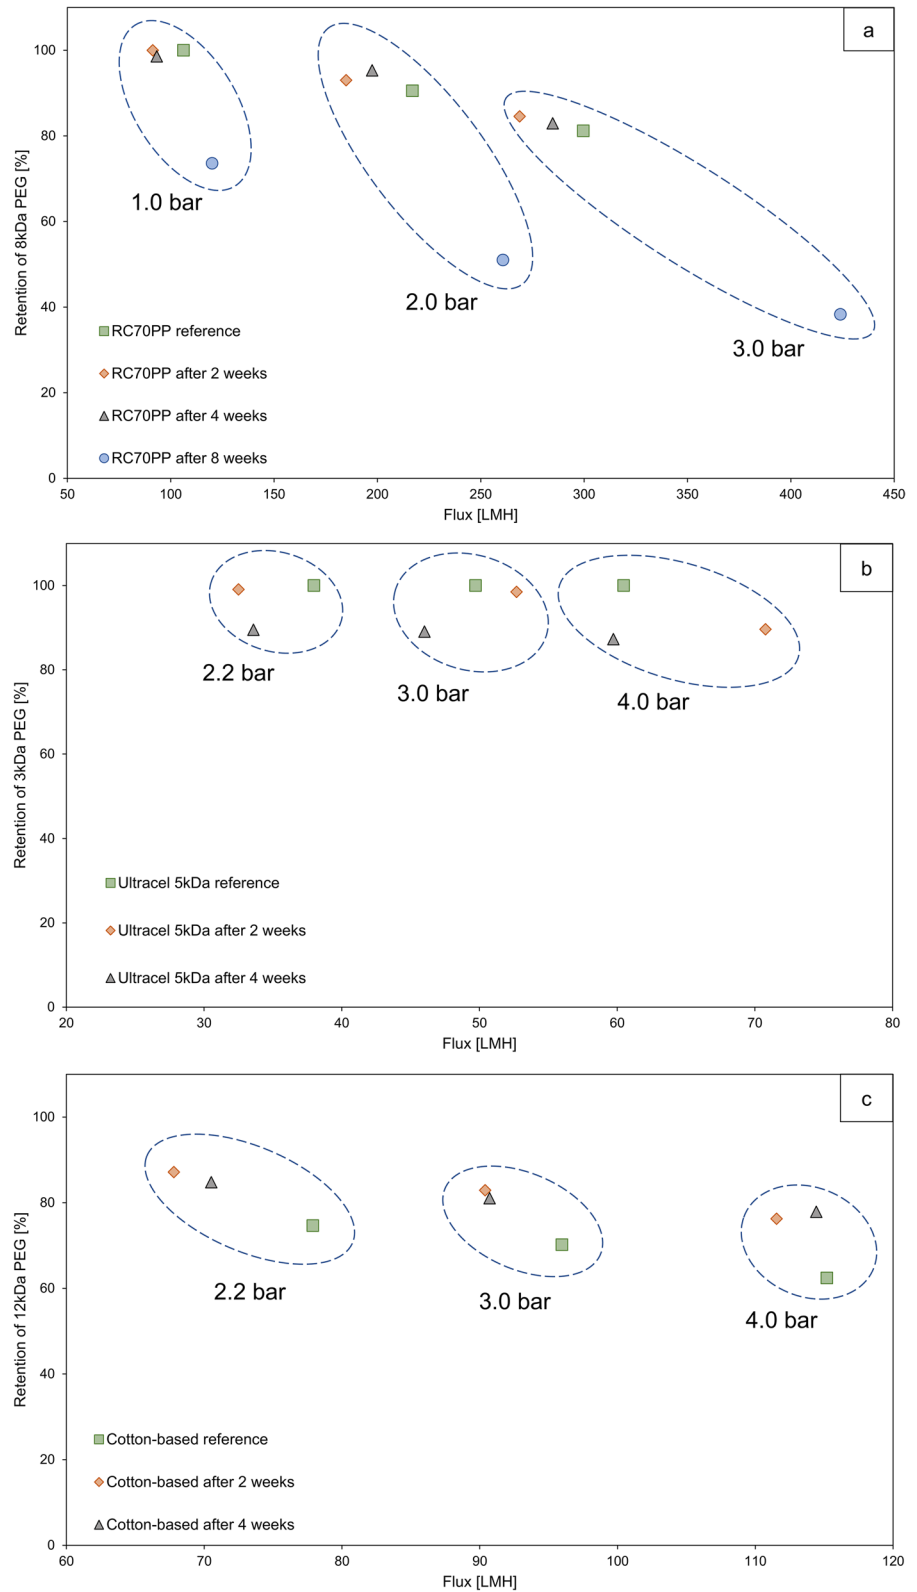 a
100
80
60
40
20
0
Retention of 8kDa PEG [%]
1.0 bar
2.0 bar
3.0 bar
RC70PP reference
RC70PP after 2 weeks
RC70PP after 4 weeks
RC70PP after 8 weeks
50 100 150 200 250 300 350 400 450
Flux [LMH]
b
100
80
60
40
20
0
Retention of 3kDa PEG [%]
2.2 bar
3.0 bar
4.0 bar
Ultracel 5kDa reference
Ultracel 5kDa after 2 weeks
Ultracel 5kDa after 4 weeks
20 30 40 50 60 70 80
Flux [LMH]
c
100
80
60
40
20
0
Retention of 12kDa PEG [%]
2.2 bar
3.0 bar
4.0 bar
Cotton-based reference
Cotton-based after 2 weeks
Cotton-based after 4 weeks
60 70 80 90 100 110 120
Flux [LMH]